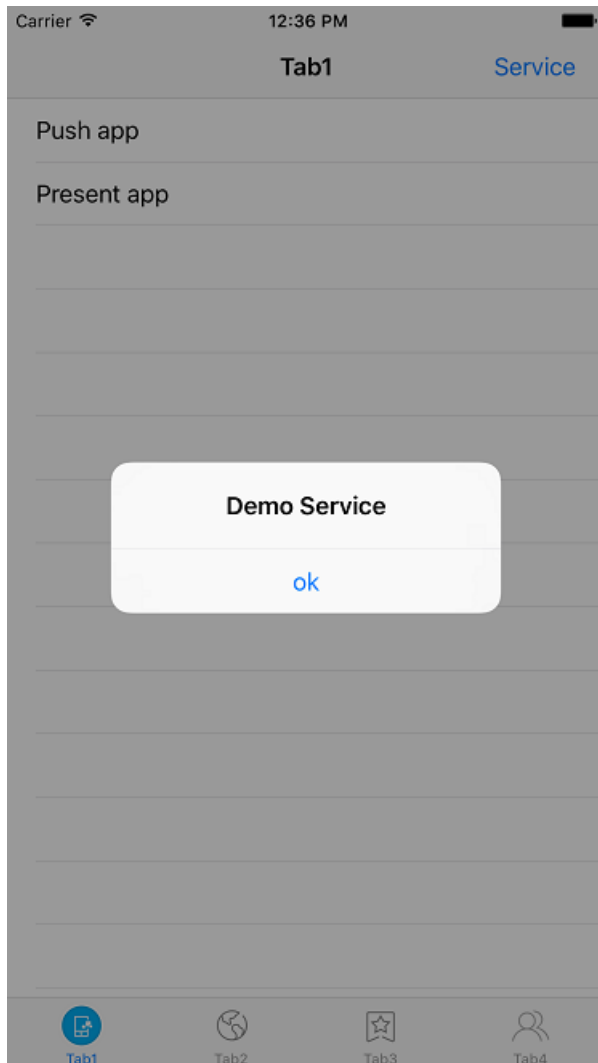 Carrier 12:36 PM
Tab1 Service
Push app
Present app
Demo Service
ok
Tab1 Tab2 Tab3 Tab4